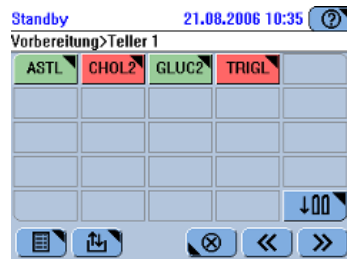 Standby 21.08.2006 10:35
Vorbereitung>Teller 1
ASTL CHOL2 GLUC2 TRIGL